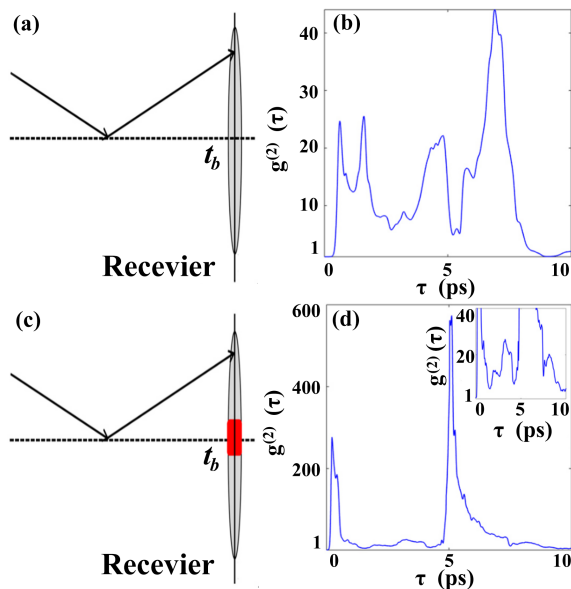 (a)
t_b
Recevier
(b)
40
30
20
10
1
g⁽²⁾ (τ)
0
5
10
τ (ps)
(c)
t_b
Recevier
(d)
600
400
200
1
g⁽²⁾(τ)
0
5
10
τ (ps)
40
20
1
g⁽²⁾(τ)
0
5
10
τ (ps)